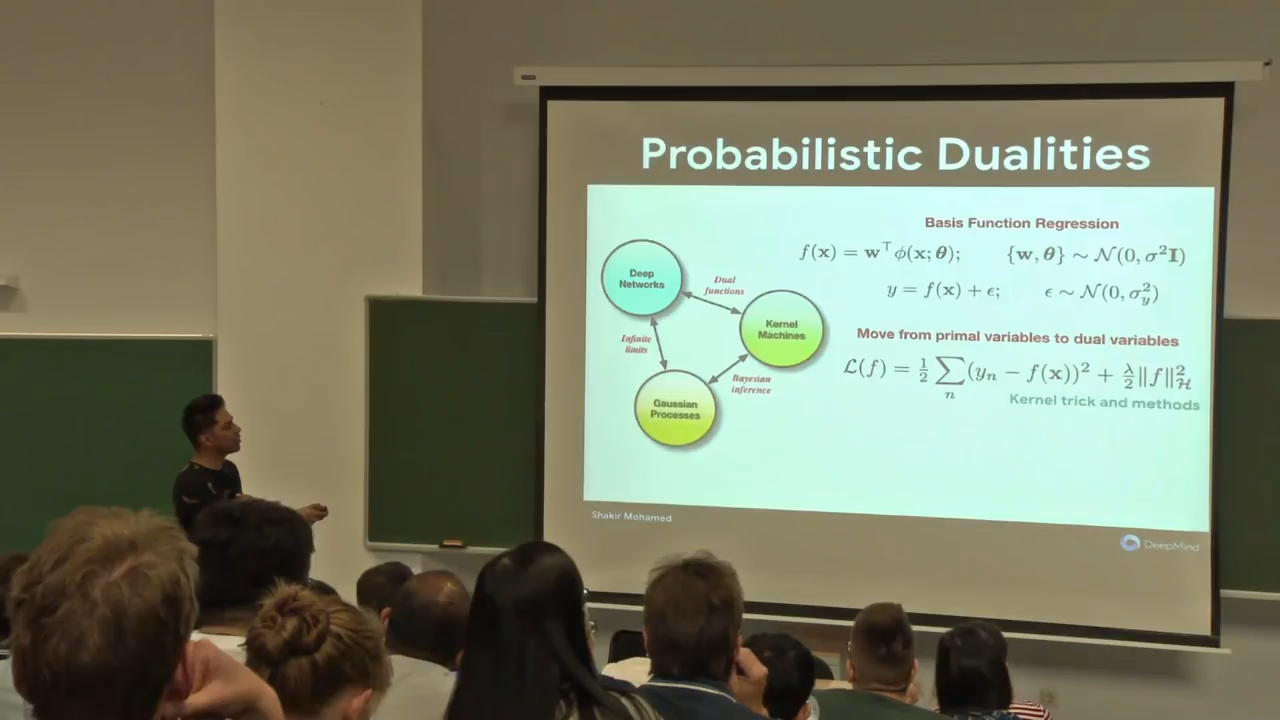 Probabilistic Dualities
Basis Function Regression
f(x) = w⊤ϕ(x; θ); {w, θ} ∼ N(0, σ²I)
y = f(x) + ϵ; ϵ ∼ N(0, σ²_y)
Move from primal variables to dual variables
L(f) = 1/2 ∑_n (y_n − f(x))² + λ/2 ‖f‖²_H
Kernel trick and methods
Deep
Networks
Dual
functions
Kernel
Machines
Infinite
limits
Bayesian
inference
Gaussian
Processes
Shakir Mohamed
DeepMind